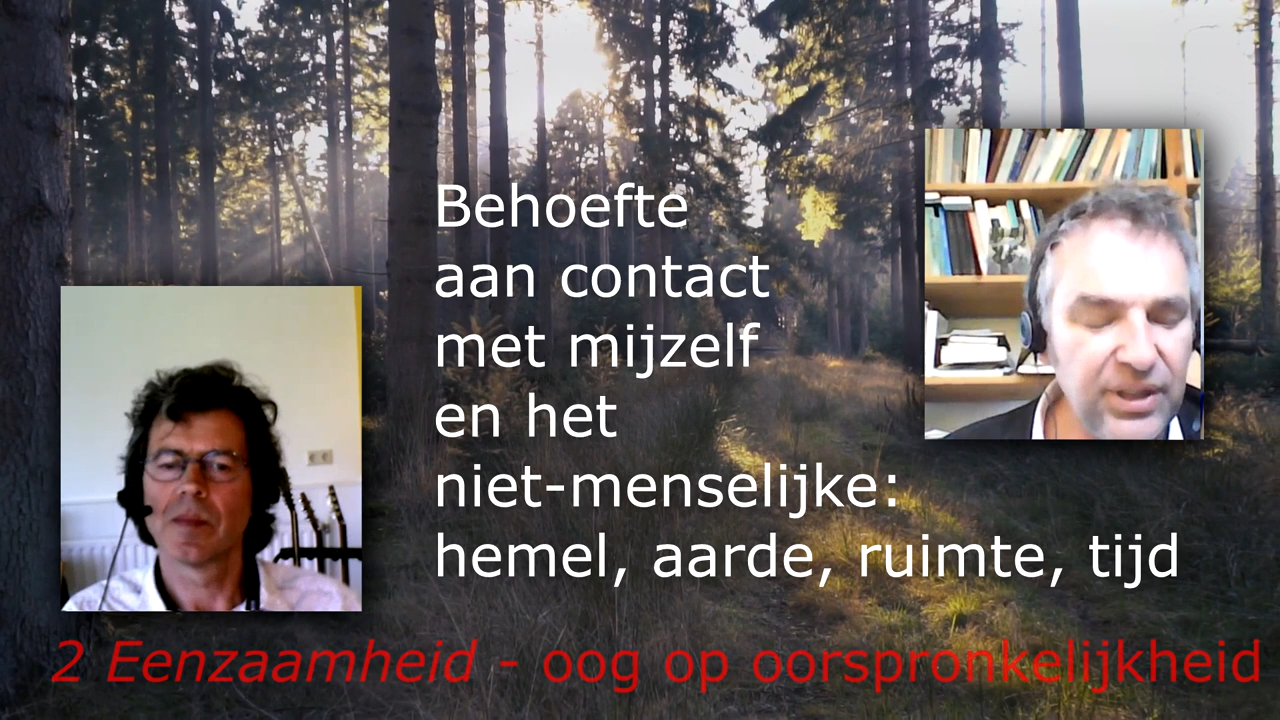 Behoefte
aan contact
met mijzelf
en het
niet-menselijke:
hemel, aarde, ruimte, tijd
2 Eenzaamheid - oog op oorspronkelijkheid